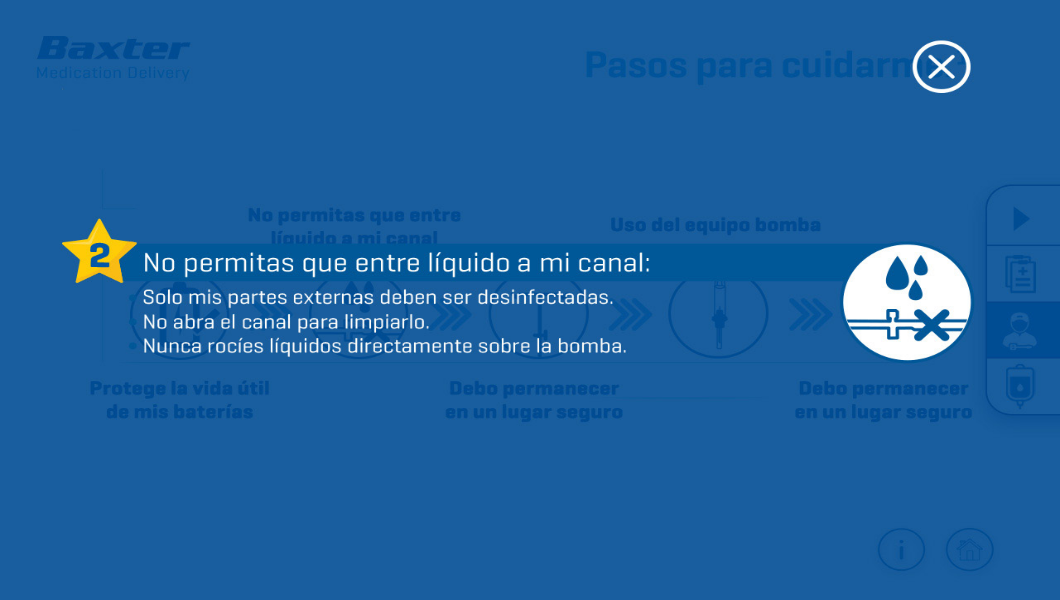 Baxter
Medication Delivery
Pasos para
No permitas que entre
líquido a mi canal
Uso del equipo bomba
2
No permitas que entre líquido a mi canal:
Solo mis partes externas deben ser desinfectadas.
No abra el canal para limpiarlo.
Nunca rocíes líquidos directamente sobre la bomba.
Protege la vida útil
de mis baterías
Debo permanecer
en un lugar seguro
Debo permanecer
en un lugar seguro
i